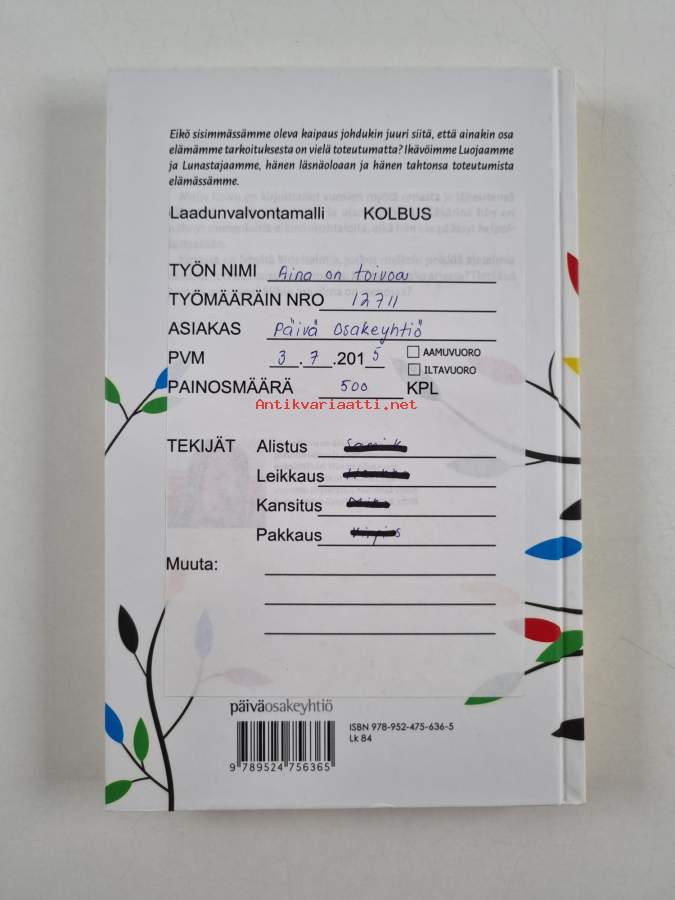 Eikö sisimmässämme oleva kaipaus johdukin juuri siitä, että ainakin osa
elämämme tarkoituksesta on vielä toteutumatta? Ikävöimme Luojaamme
ja Lunastajaamme, hänen läsnäoloaan ja hänen tahtonsa toteutumista
elämässämme.
Laadunvalvontamalli KOLBUS
TYÖN NIMI Aina on toivoa
TYÖMÄÄRÄIN NRO 12711
ASIAKAS Päivä Osakeyhtiö
PVM 3.7.2015 AAMUVUORO
ILTAVUORO
PAINOSMÄÄRÄ 500 KPL
Antikvariaatti.net
TEKIJÄT Alistus
Leikkaus
Kansitus
Pakkaus
Muuta:
päiväosakeyhtiö
ISBN 978-952-475-636-5
Lk 84
9 789524 756365